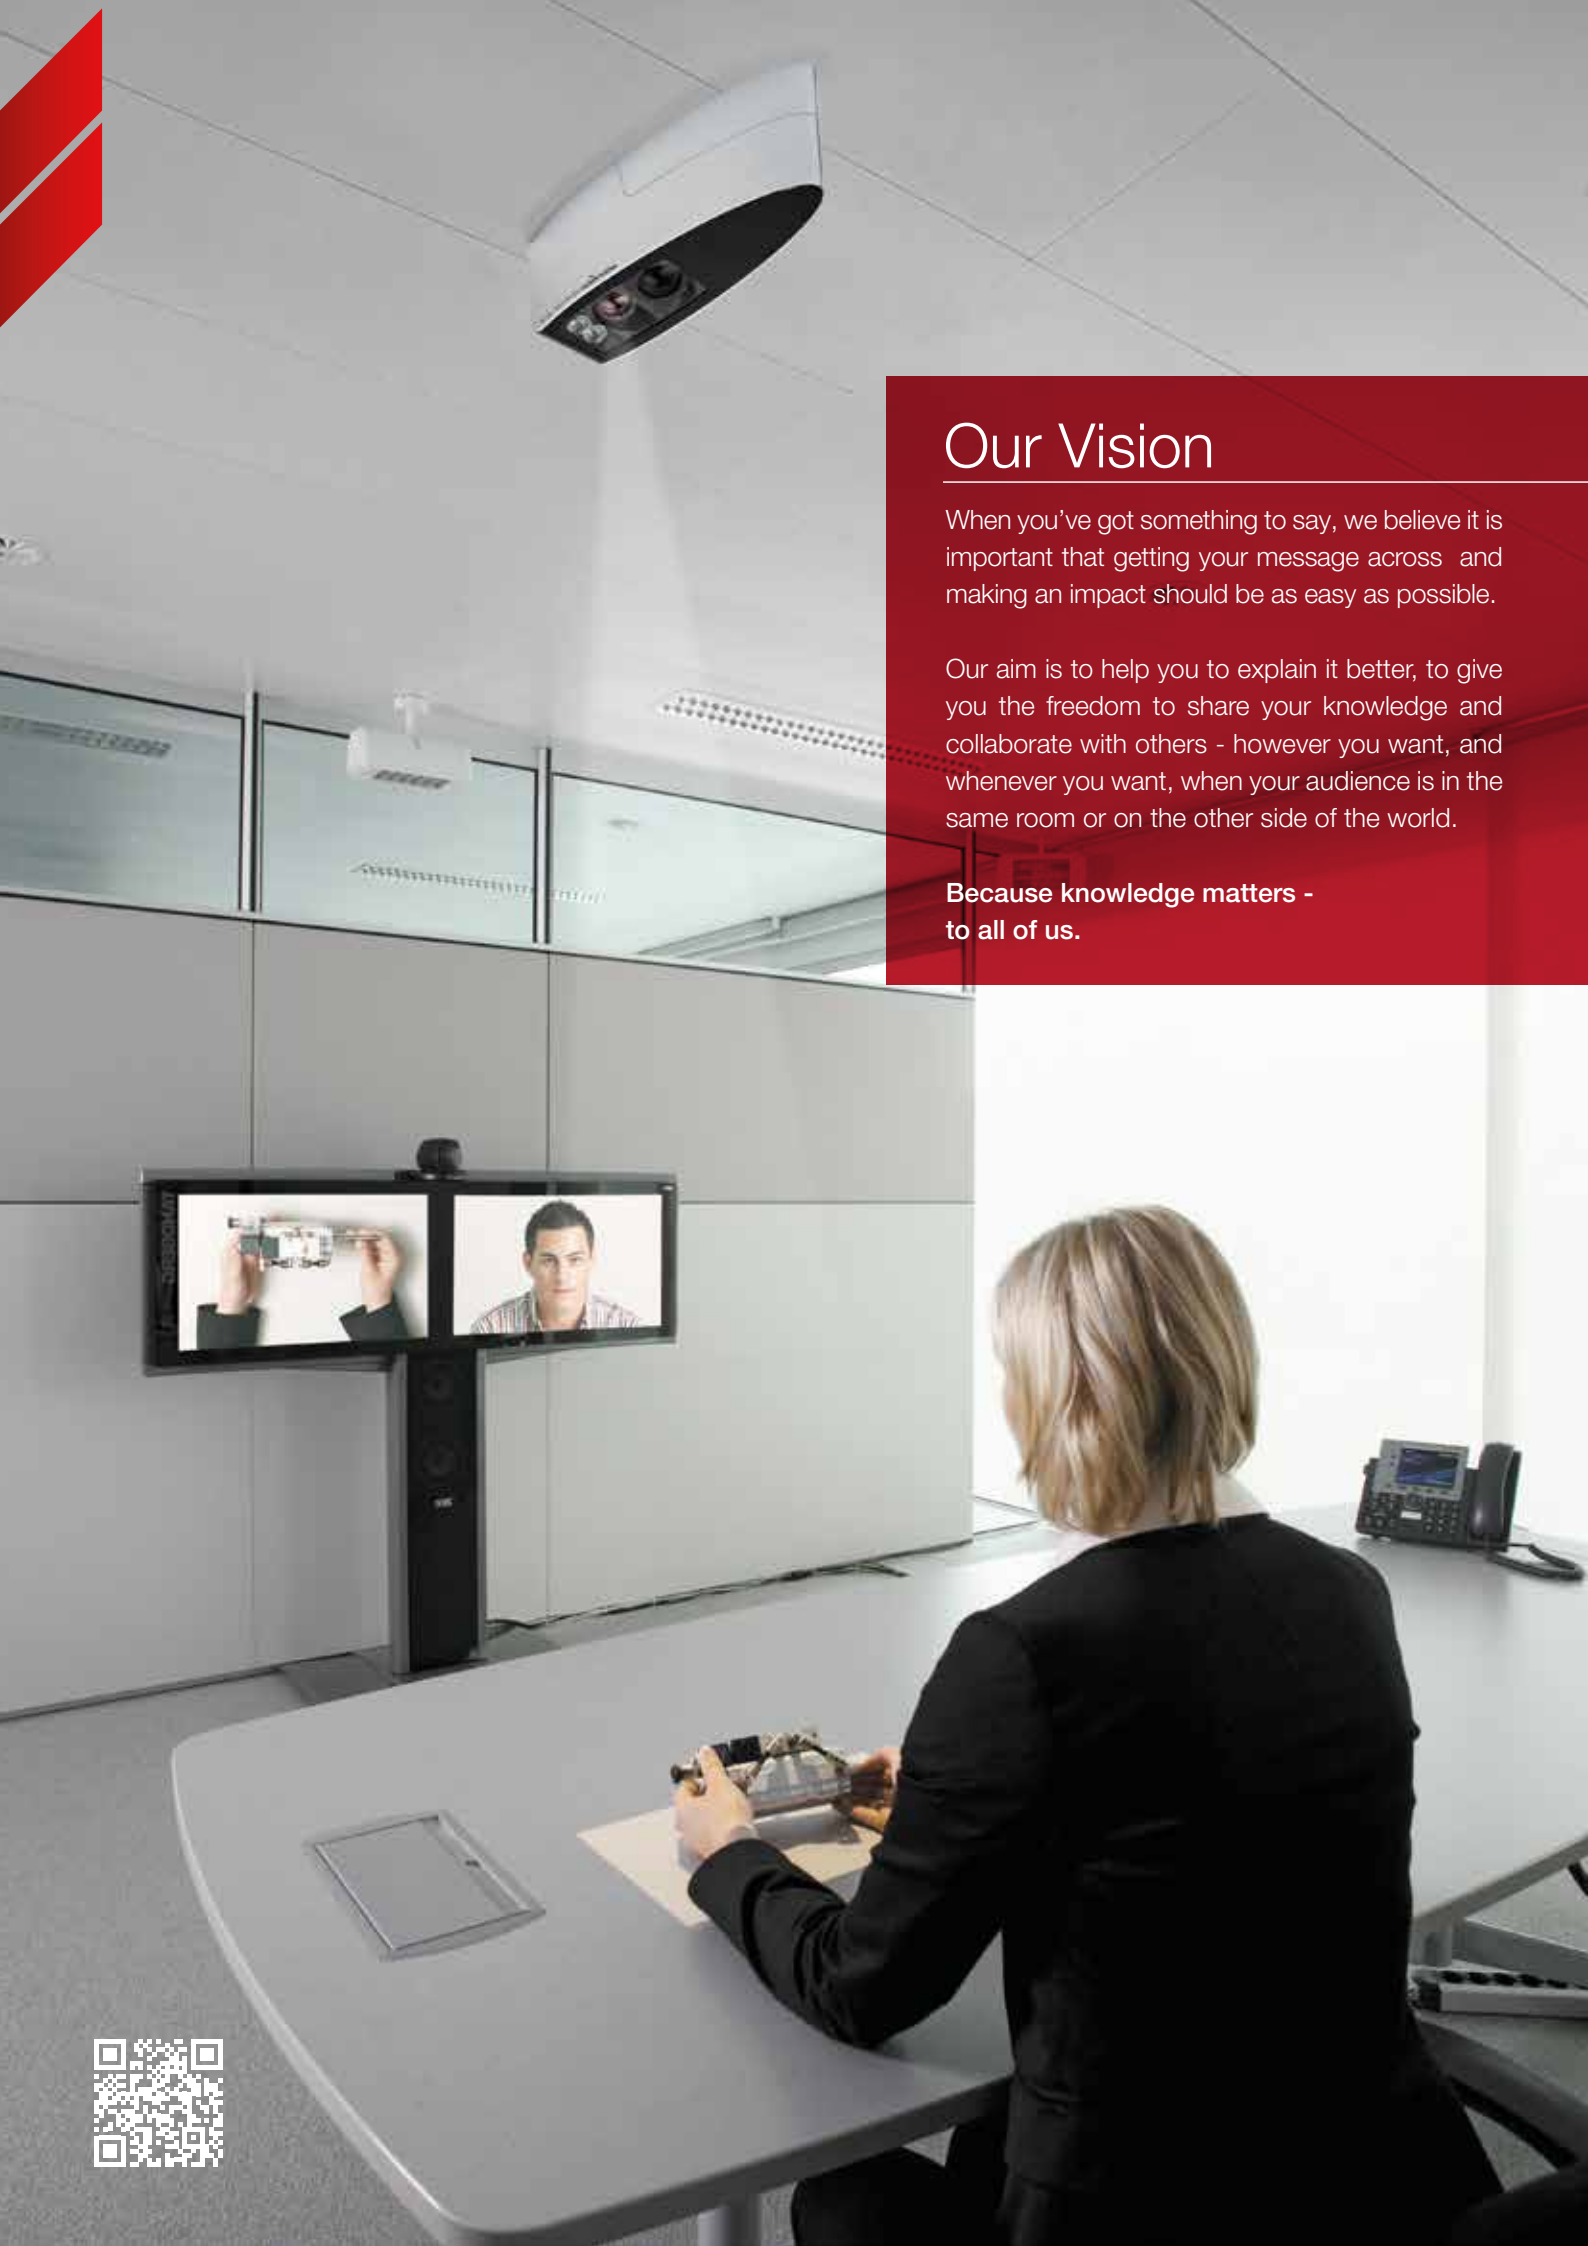 Our Vision
When you’ve got something to say, we believe it is
important that getting your message across and
making an impact should be as easy as possible.
Our aim is to help you to explain it better, to give
you the freedom to share your knowledge and
collaborate with others - however you want, and
whenever you want, when your audience is in the
same room or on the other side of the world.
Because knowledge matters -
to all of us.
TANDBERG